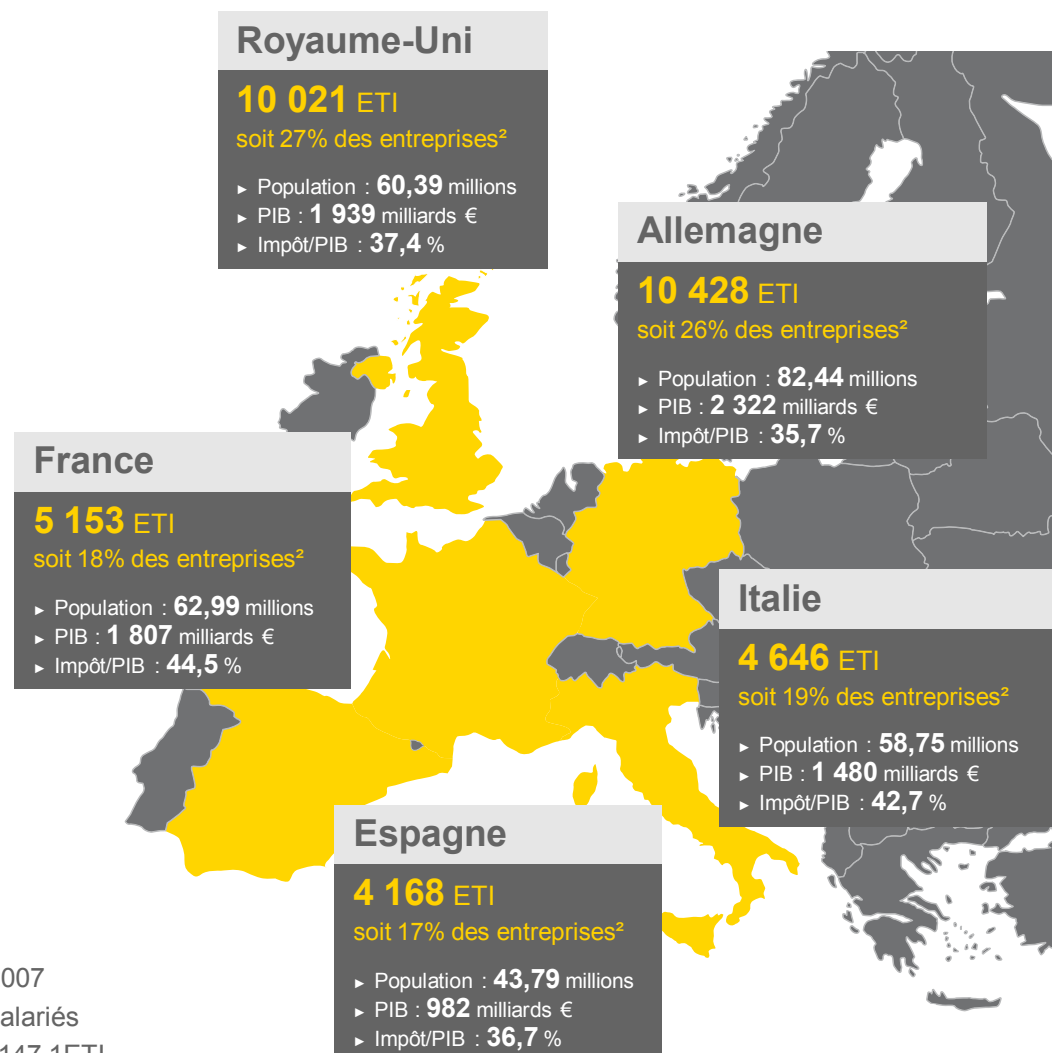 Royaume-Uni
10 021 ETI
soit 27% des entreprises²
► Population : 60,39 millions
► PIB : 1 939 milliards €
► Impôt/PIB : 37,4 %
Allemagne
10 428 ETI
soit 26% des entreprises²
► Population : 82,44 millions
► PIB : 2 322 milliards €
► Impôt/PIB : 35,7 %
France
5 153 ETI
soit 18% des entreprises²
► Population : 62,99 millions
► PIB : 1 807 milliards €
► Impôt/PIB : 44,5 %
Italie
4 646 ETI
soit 19% des entreprises²
► Population : 58,75 millions
► PIB : 1 480 milliards €
► Impôt/PIB : 42,7 %
Espagne
4 168 ETI
soit 17% des entreprises²
► Population : 43,79 millions
► PIB : 982 milliards €
► Impôt/PIB : 36,7 %
007
alariés
147 1ETI